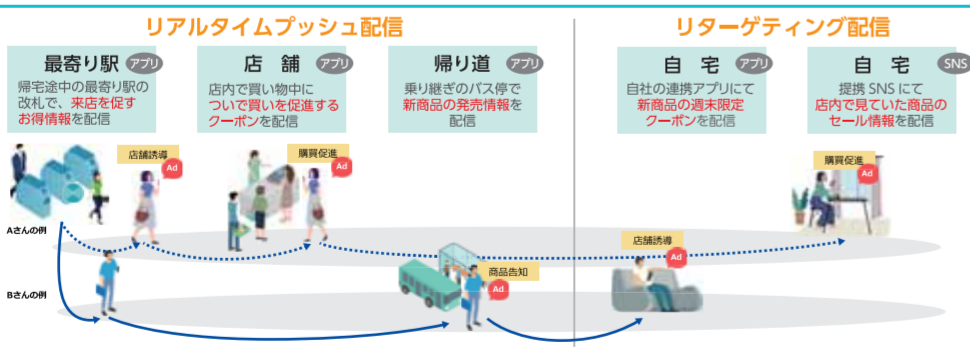 リアルタイムプッシュ配信
リターゲティング配信
最寄り駅 アプリ
帰宅途中の最寄り駅の
改札で、来店を促す
お得情報を配信
店 舗 アプリ
店内で買い物中に
ついで買いを促進する
クーポンを配信
帰り道 アプリ
乗り継ぎのバス停で
新商品の発売情報を
配信
自 宅 アプリ
自社の連携アプリにて
新商品の週末限定
クーポンを配信
自 宅 SNS
提携SNSにて
店内で見ていた商品の
セール情報を配信
店舗誘導
Ad
購買促進
Ad
購買促進
Ad
Aさんの例
店舗誘導
Ad
商品告知
Ad
Bさんの例